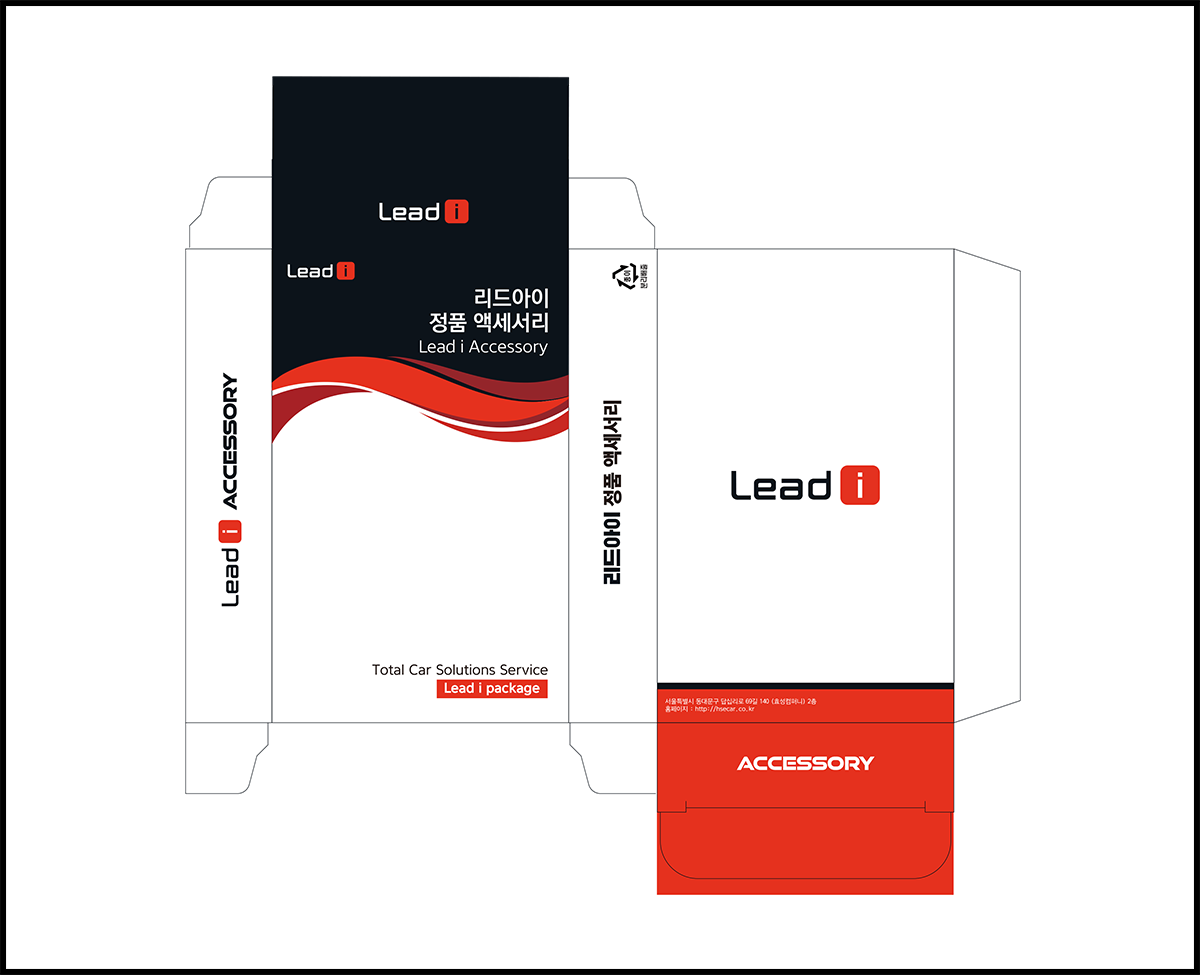 Lead i
Lead i
리드아이
정품 액세서리
Lead i Accessory
Total Car Solutions Service
Lead i package
Lead i ACCESSORY
종이
분리배출
리드아이 정품 액세서리
Lead i
서울특별시 동대문구 답십리로 69길 140 (효성컴퍼니) 2층
홈페이지 : http://hsecar.co.kr
ACCESSORY